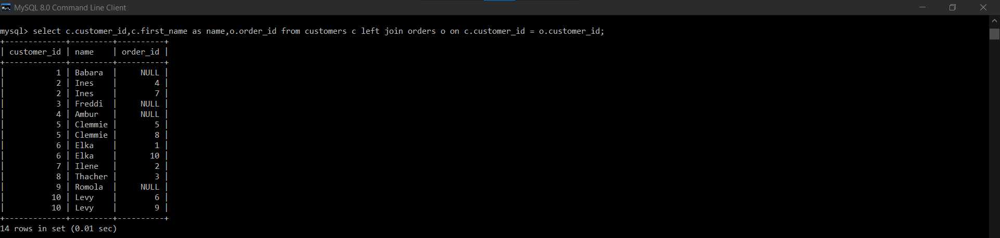 MySQL 8.0 Command Line Client
mysql> select c.customer_id,c.first_name as name,o.order_id from customers c left join orders o on c.customer_id = o.customer_id;
+-------------+---------+----------+
| customer_id | name    | order_id |
+-------------+---------+----------+
|           1 | Babara  |     NULL |
|           2 | Ines    |        4 |
|           2 | Ines    |        7 |
|           3 | Freddi  |     NULL |
|           4 | Ambur   |     NULL |
|           5 | Clemmie |        5 |
|           5 | Clemmie |        8 |
|           6 | Elka    |        1 |
|           6 | Elka    |       10 |
|           7 | Ilene   |        2 |
|           8 | Thacher |        3 |
|           9 | Romola  |     NULL |
|          10 | Levy    |        6 |
|          10 | Levy    |        9 |
+-------------+---------+----------+
14 rows in set (0.01 sec)